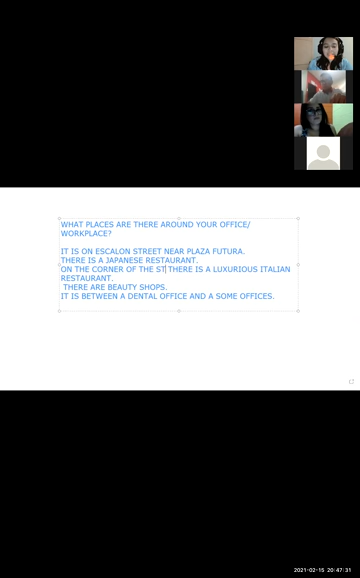 WHAT PLACES ARE THERE AROUND YOUR OFFICE/
WORKPLACE?
IT IS ON ESCALON STREET NEAR PLAZA FUTURA.
THERE IS A JAPANESE RESTAURANT.
ON THE CORNER OF THE ST THERE IS A LUXURIOUS ITALIAN
RESTAURANT.
THERE ARE BEAUTY SHOPS.
IT IS BETWEEN A DENTAL OFFICE AND A SOME OFFICES.
2021-02-15 20:47:31